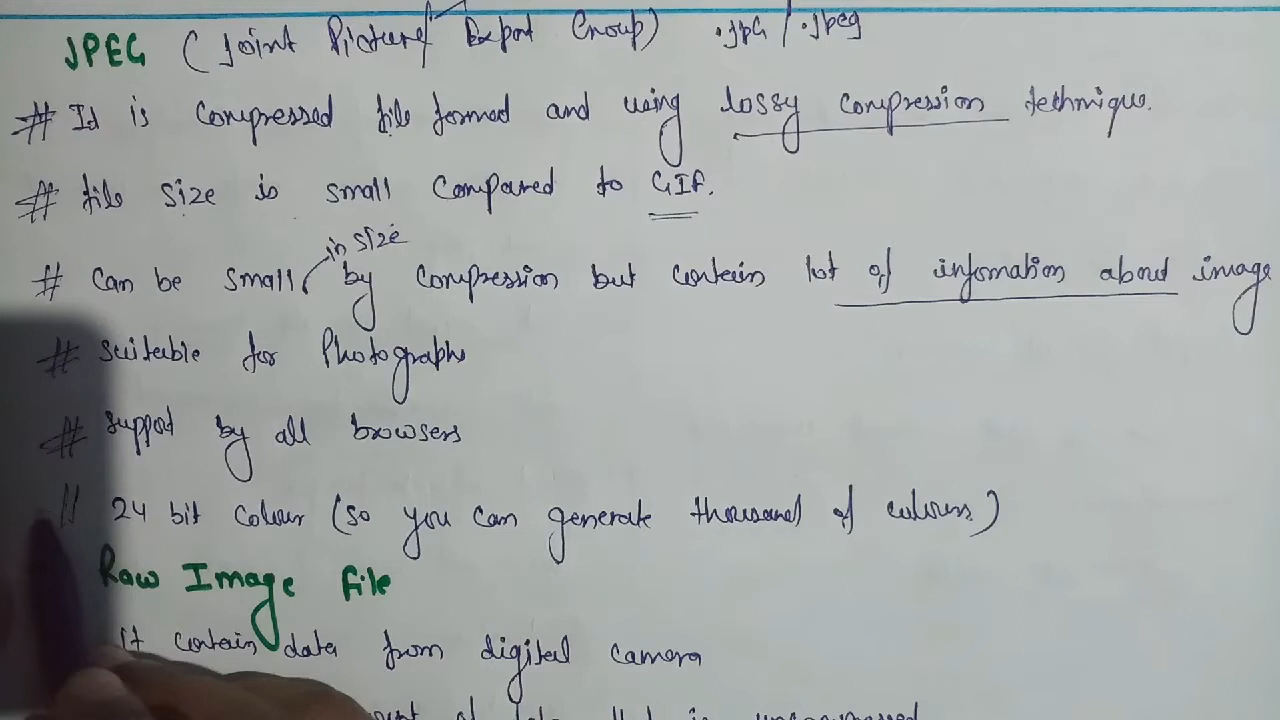 JPEG (Joint Picture Expert Group) .jpG / .jpeg
# It is compressed file format and using lossy compression technique.
# file size is small compared to GIF.
in size
# Can be small by compression but contain lot of information about image
# suitable for Photographs
# support by all browsers
24 bit colour (so you can generate thousand of colours)
Raw Image file
It contain data from digital camera